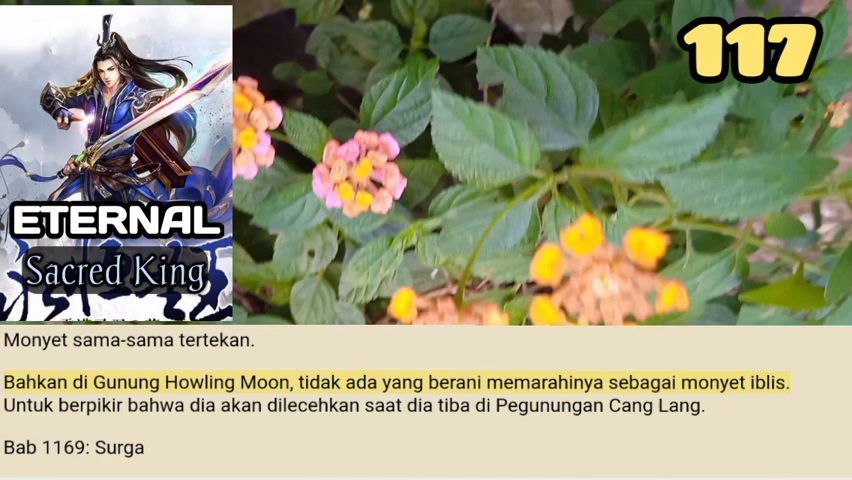 117
ETERNAL
Sacred King
Monyet sama-sama tertekan.
Bahkan di Gunung Howling Moon, tidak ada yang berani memarahinya sebagai monyet iblis.
Untuk berpikir bahwa dia akan dilecehkan saat dia tiba di Pegunungan Cang Lang.
Bab 1169: Surga